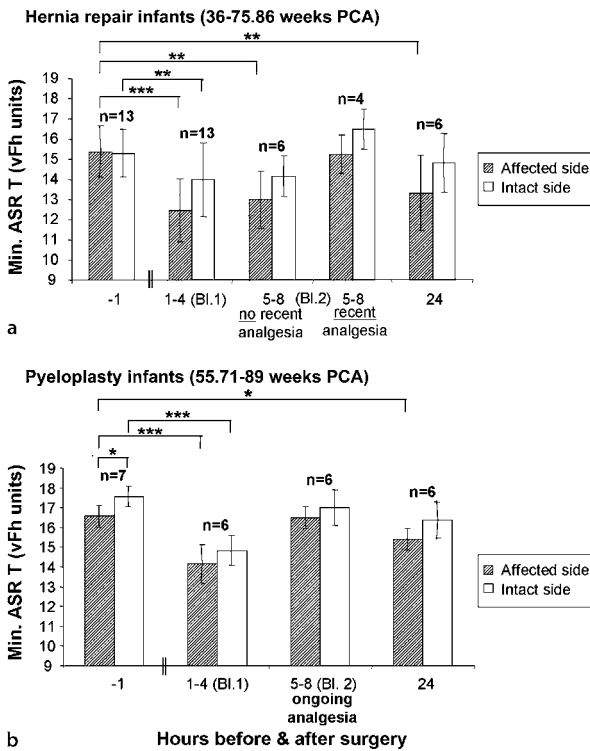 Hernia repair infants (36-75.86 weeks PCA)
**
**
**
***
Min. ASR T (vFh units)
19
18
17
16
15
14
13
12
11
10
9
n=13
n=13
n=6
n=4
n=6
Affected side
Intact side
-1
1-4 (Bl.1)
5-8 (Bl.2) 5-8
24
no recent analgesia
recent analgesia
a
Pyeloplasty infants (55.71-89 weeks PCA)
*
***
***
*
Min. ASR T (vFh units)
19
18
17
16
15
14
13
12
11
10
9
n=7
n=6
n=6
n=6
Affected side
Intact side
-1
1-4 (Bl.1)
5-8 (Bl. 2)
24
ongoing
analgesia
b
Hours before & after surgery